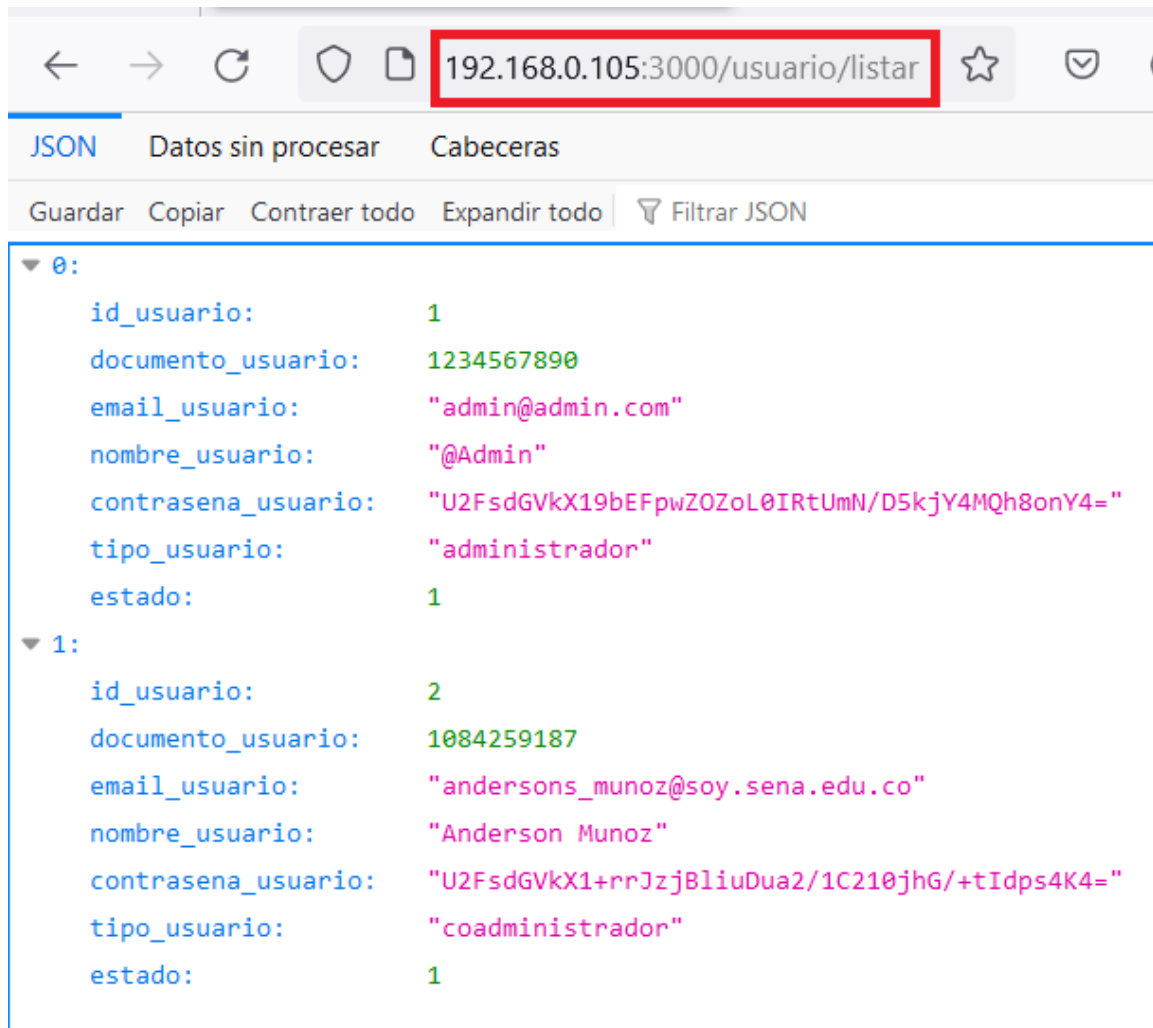 192.168.0.105:3000/usuario/listar
JSON Datos sin procesar Cabeceras
Guardar Copiar Contraer todo Expandir todo Filtrar JSON
0:
id_usuario: 1
documento_usuario: 1234567890
email_usuario: "admin@admin.com"
nombre_usuario: "@Admin"
contrasena_usuario: "U2FsdGVkX19bEFpwZOZoL0IRtUmN/D5kjY4MQh8onY4="
tipo_usuario: "administrador"
estado: 1
1:
id_usuario: 2
documento_usuario: 1084259187
email_usuario: "andersons_munoz@soy.sena.edu.co"
nombre_usuario: "Anderson Munoz"
contrasena_usuario: "U2FsdGVkX1+rrJzjBliuDua2/1C210jhG/+tIdps4K4="
tipo_usuario: "coadministrador"
estado: 1